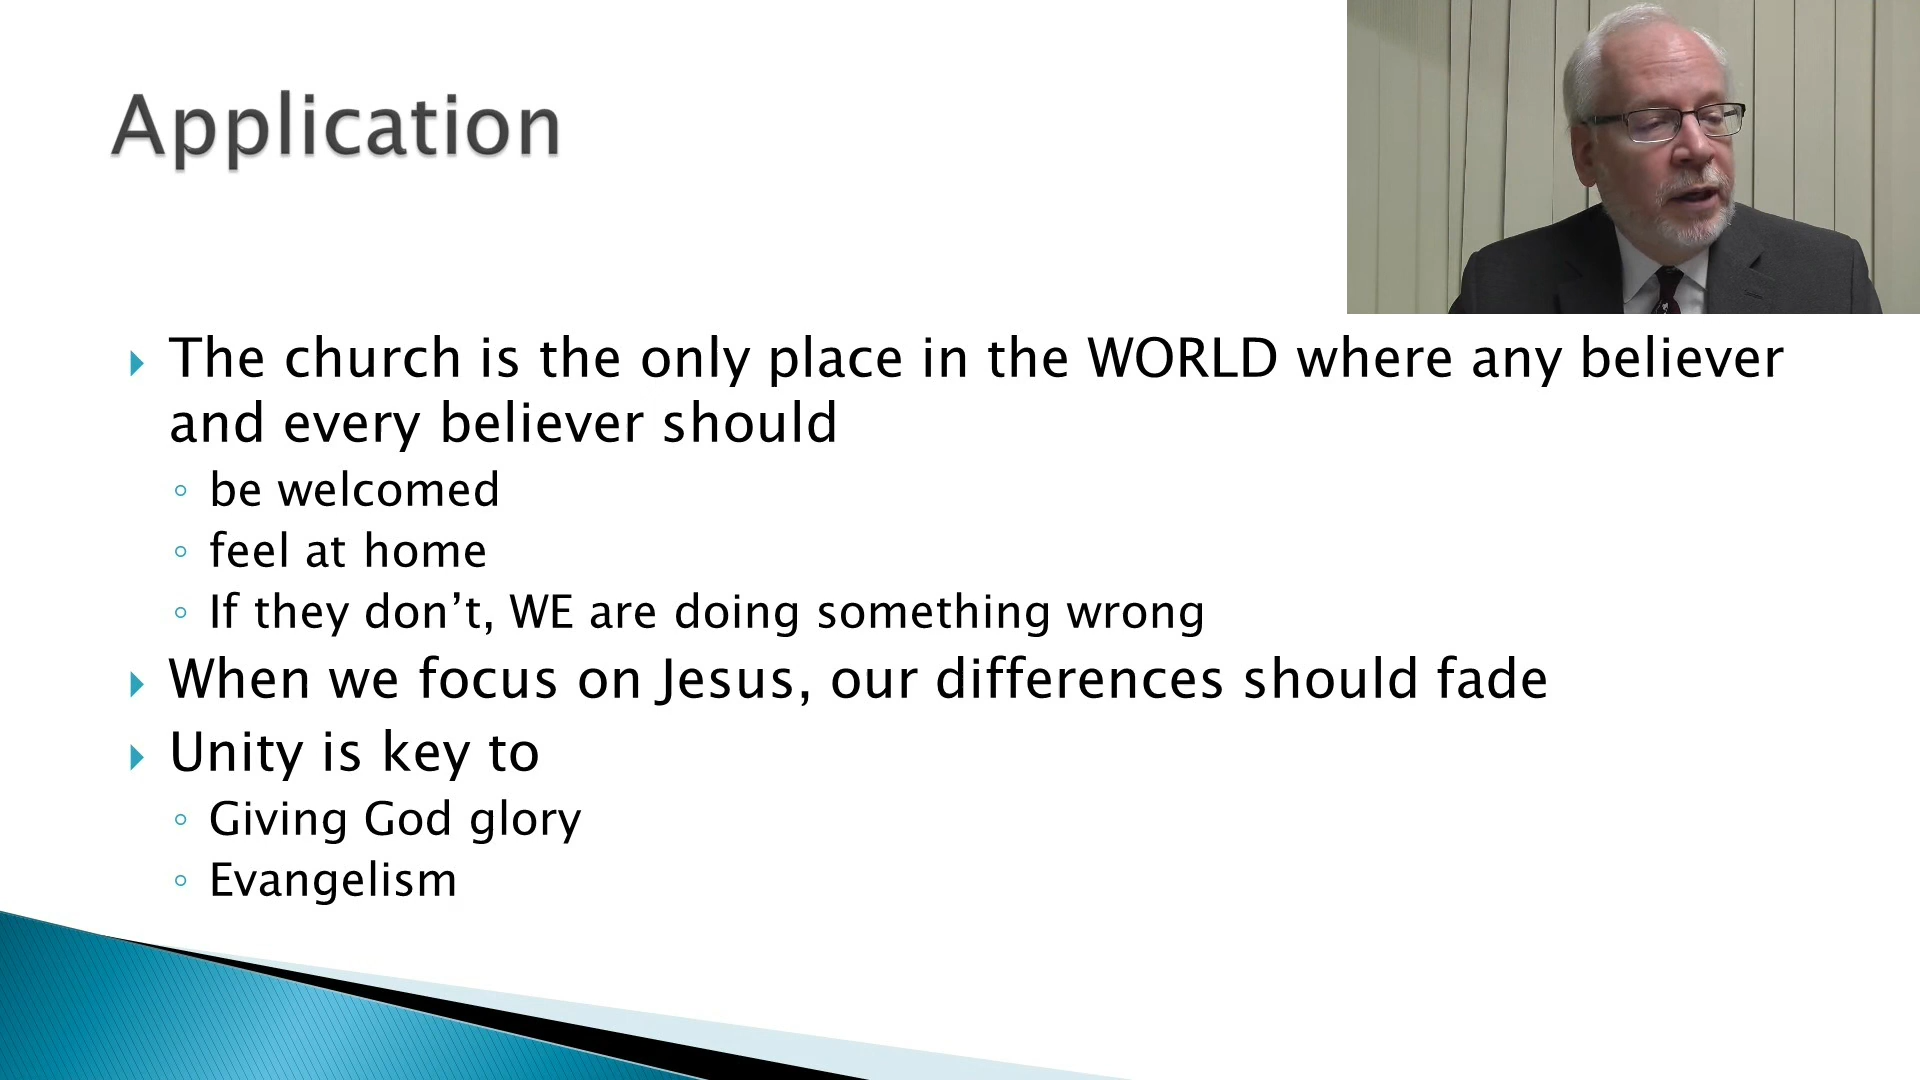 Application
The church is the only place in the WORLD where any believer
and every believer should
be welcomed
feel at home
If they don’t, WE are doing something wrong
When we focus on Jesus, our differences should fade
Unity is key to
Giving God glory
Evangelism